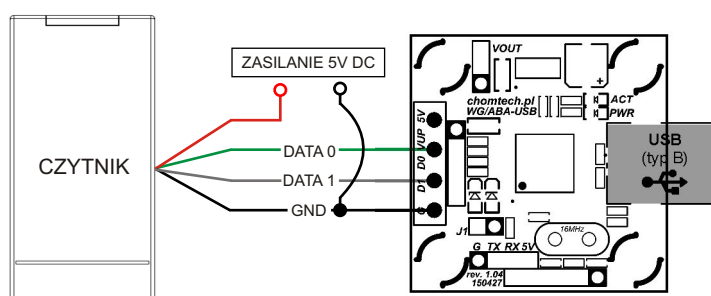 ZASILANIE 5V DC
CZYTNIK
DATA 0
DATA 1
GND
VOUT
chomtech.pl
WG/ABA-USB
ACT
PWR
5V
VUP
D0
D1
G
USB
(typ B)
J1
16MHz
G TX RX 5V
rev. 1.04
150427
+